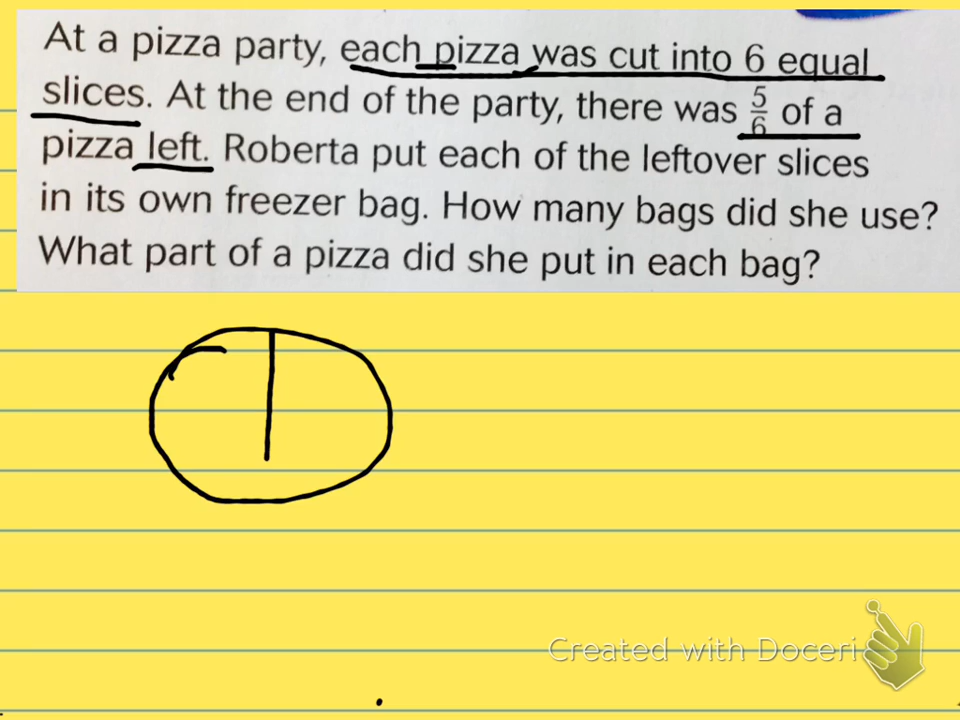 At a pizza party, each pizza was cut into 6 equal
slices. At the end of the party, there was 5/6 of a
pizza left. Roberta put each of the leftover slices
in its own freezer bag. How many bags did she use?
What part of a pizza did she put in each bag?
Created with Doceri